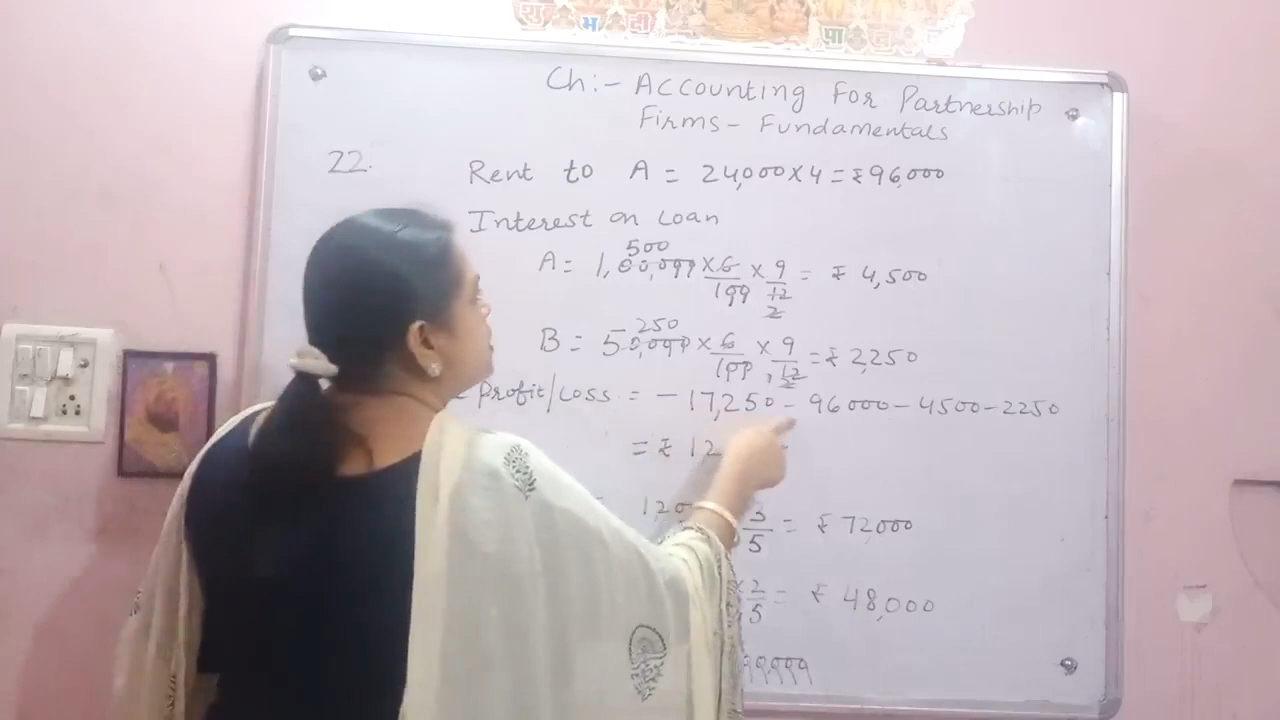 शु भ दी पा
Ch:- Accounting For Partnership
Firms - Fundamentals
22.
Rent to A = 24,000 x 4 = ₹96,000
Interest on Loan
500
A = 1,00,000 x 6/100 x 9/12 = ₹ 4,500
2
250
B = 50,000 x 6/100 x 9/12 = ₹ 2,250
2
Profit/Loss = - 17,250 - 96000 - 4500 - 2250
= ₹ 12
= 120 3/5 = ₹ 72,000
x 2/5 = ₹ 48,000